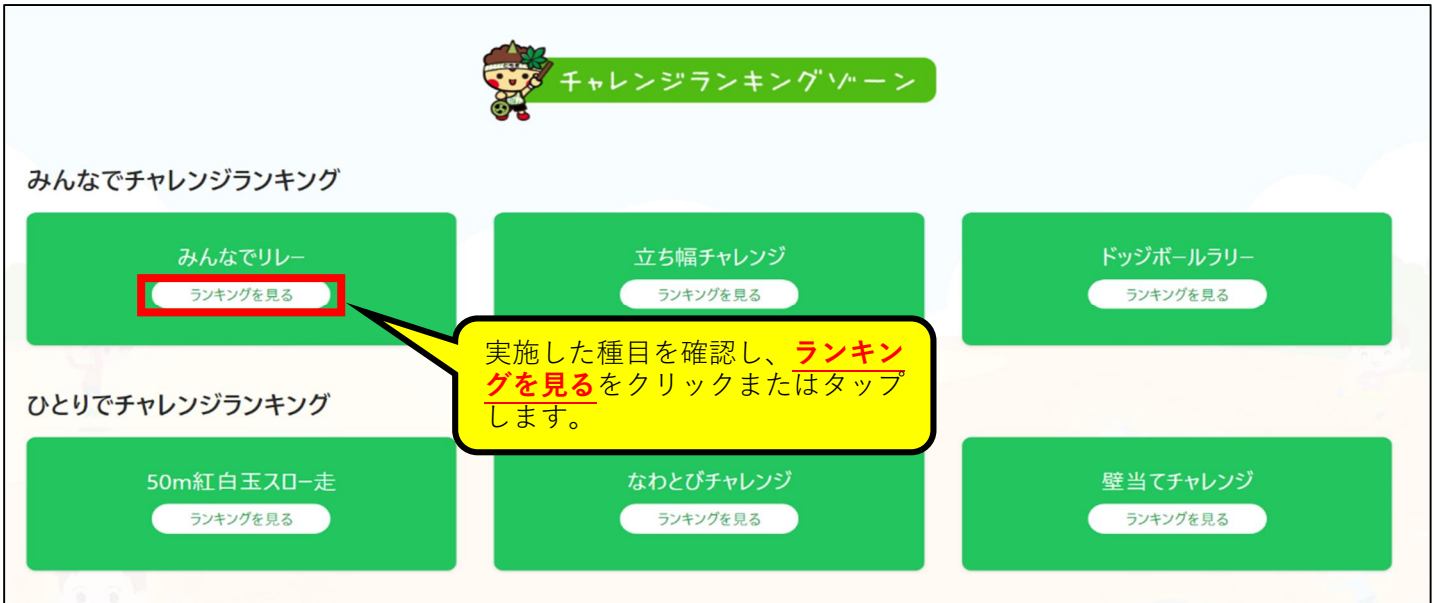 チャレンジランキングゾーン
みんなでチャレンジランキング
みんなでリレー
ランキングを見る
立ち幅チャレンジ
ランキングを見る
ドッジボールラリー
ランキングを見る
実施した種目を確認し、ランキン
グを見るをクリックまたはタップ
します。
ひとりでチャレンジランキング
50m紅白玉スロー走
ランキングを見る
なわとびチャレンジ
ランキングを見る
壁当てチャレンジ
ランキングを見る